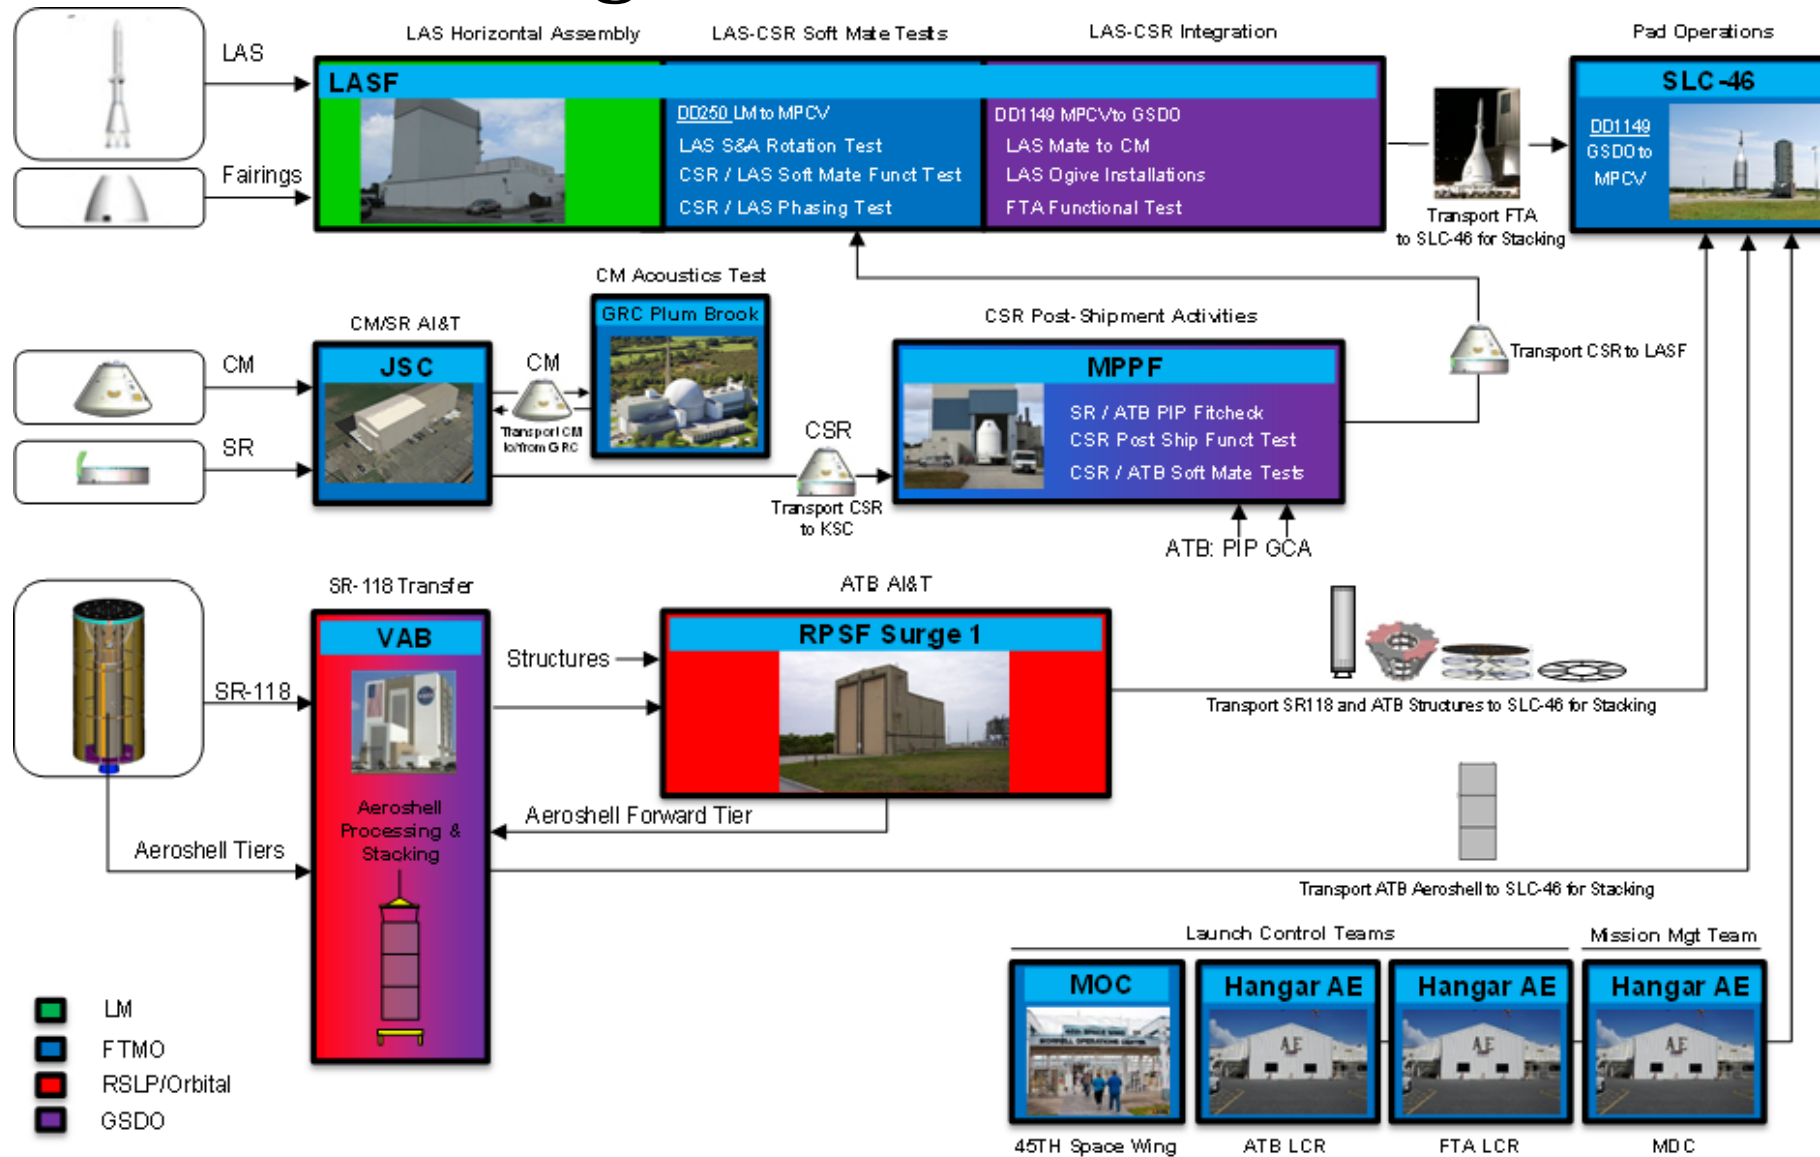 LAS Horizontal Assembly
LAS-CSR Soft Mate Tests
LAS-CSR Integration
Pad Operations
LAS
Fairings
LASF
DD250 LM to MPCV
LAS S&A Rotation Test
CSR / LAS Soft Mate Funct Test
CSR / LAS Phasing Test
DD1149 MPCV to GSDO
LAS Mate to CM
LAS Ogive Installations
FTA Functional Test
Transport FTA
to SLC-46 for Stacking
SLC-46
DD1149
GSDO to
MPCV
CM Acoustics Test
CM/SR AI&T
CSR Post-Shipment Activities
CM
SR
JSC
CM
Transport CM
to/from GRC
GRC Plum Brook
CSR
Transport CSR
to KSC
MPPF
SR / ATB PIP Fitcheck
CSR Post Ship Funct Test
CSR / ATB Soft Mate Tests
Transport CSR to LASF
ATB: PIP GCA
SR-118 Transfer
ATB AI&T
SR-118
Aeroshell Tiers
VAB
Aeroshell
Processing &
Stacking
Structures
RPSF Surge 1
Aeroshell Forward Tier
Transport SR118 and ATB Structures to SLC-46 for Stacking
Transport ATB Aeroshell to SLC-46 for Stacking
Launch Control Teams
Mission Mgt Team
MOC
Hangar AE
Hangar AE
Hangar AE
45TH SPACE WING
MORRELL OPERATIONS CENTER
AE
AE
AE
45TH Space Wing
ATB LCR
FTA LCR
MDC
LM
FTMO
RSLP/Orbital
GSDO